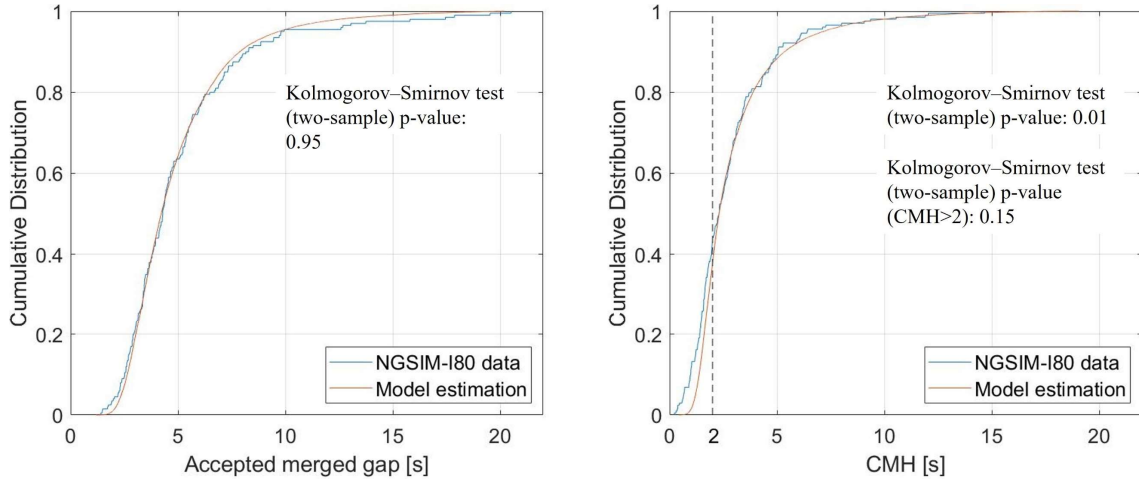 1
0.8
0.6
0.4
0.2
0
Cumulative Distribution
Kolmogorov–Smirnov test
(two-sample) p-value:
0.95
NGSIM-I80 data
Model estimation
0
5
10
15
20
Accepted merged gap [s]
1
0.8
0.6
0.4
0.2
0
Cumulative Distribution
Kolmogorov–Smirnov test
(two-sample) p-value: 0.01
Kolmogorov–Smirnov test
(two-sample) p-value
(CMH>2): 0.15
NGSIM-I80 data
Model estimation
0
2
5
10
15
20
CMH [s]